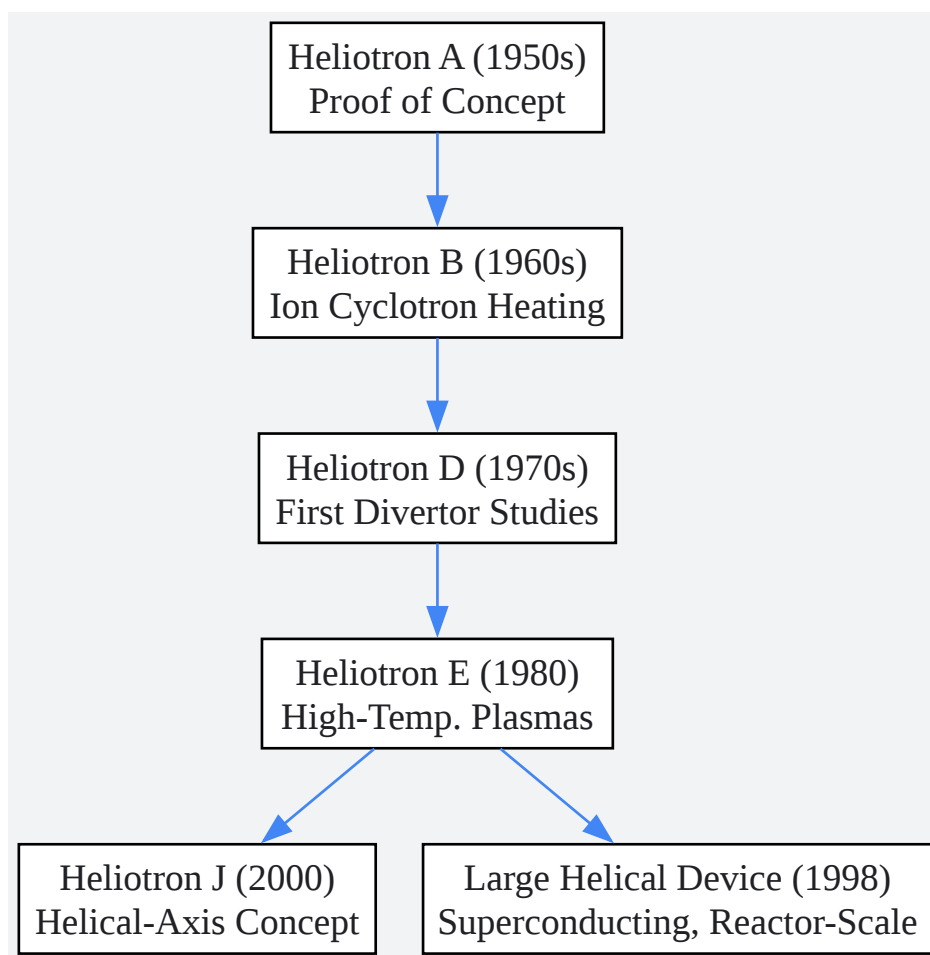 Heliotron A (1950s)
Proof of Concept
Heliotron B (1960s)
Ion Cyclotron Heating
Heliotron D (1970s)
First Divertor Studies
Heliotron E (1980)
High-Temp. Plasmas
Heliotron J (2000)
Helical-Axis Concept
Large Helical Device (1998)
Superconducting, Reactor-Scale